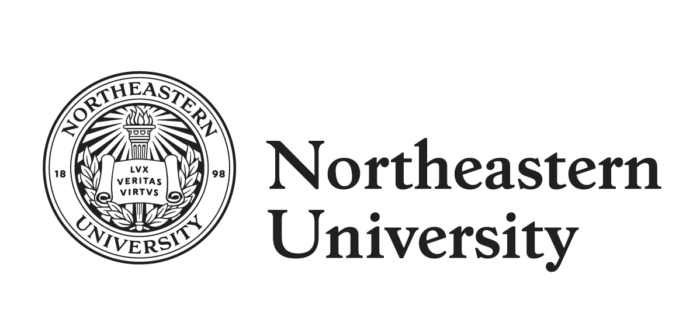 NORTHEASTERN
18 98
LVX
VERITAS
VIRTVS
UNIVERSITY
Northeastern
University